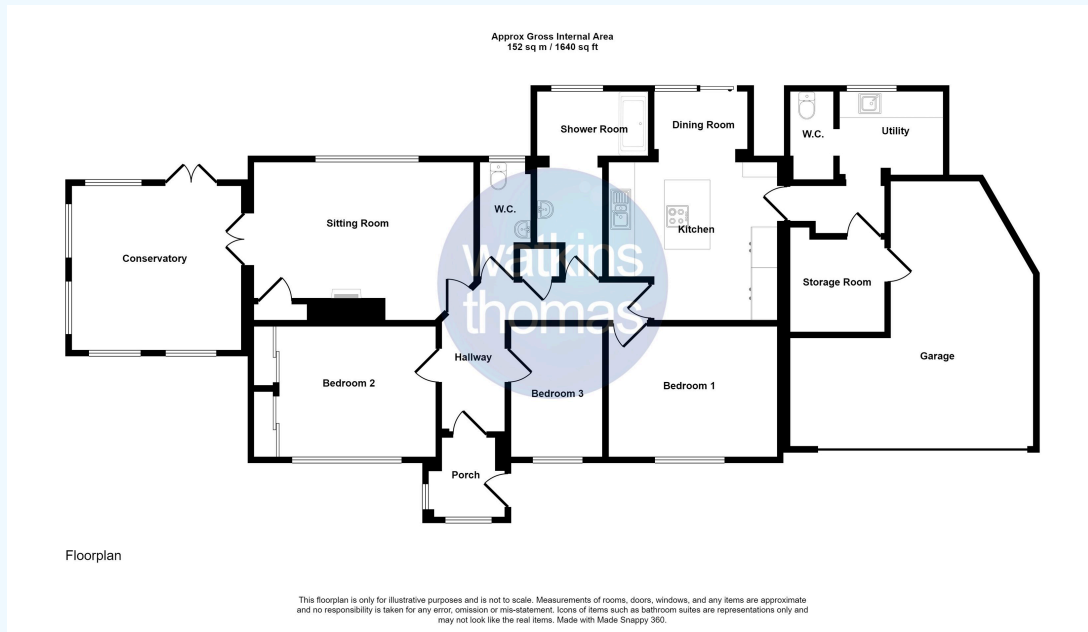 Approx Gross Internal Area
152 sq m / 1640 sq ft
Shower Room
Dining Room
W.C.
Utility
Sitting Room
W.C.
Kitchen
Conservatory
watkins
thomas
Storage Room
Hallway
Garage
Bedroom 2
Bedroom 3
Bedroom 1
Porch
Floorplan
This floorplan is only for illustrative purposes and is not to scale. Measurements of rooms, doors, windows, and any items are approximate
and no responsibility is taken for any error, omission or mis-statement. Icons of items such as bathroom suites are representations only and
may not look like the real items. Made with Made Snappy 360.